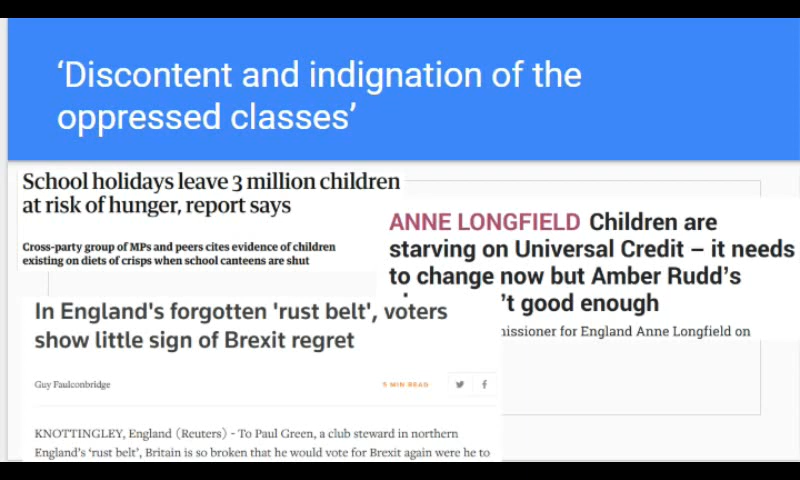 ‘Discontent and indignation of the
oppressed classes’
School holidays leave 3 million children
at risk of hunger, report says
Cross-party group of MPs and peers cites evidence of children
existing on diets of crisps when school canteens are shut
ANNE LONGFIELD Children are
starving on Universal Credit – it needs
to change now but Amber Rudd’s
’t good enough
missioner for England Anne Longfield on
In England's forgotten 'rust belt', voters
show little sign of Brexit regret
Guy Faulconbridge
5 MIN READ
KNOTTINGLEY, England (Reuters) - To Paul Green, a club steward in northern
England’s ‘rust belt’, Britain is so broken that he would vote for Brexit again were he to